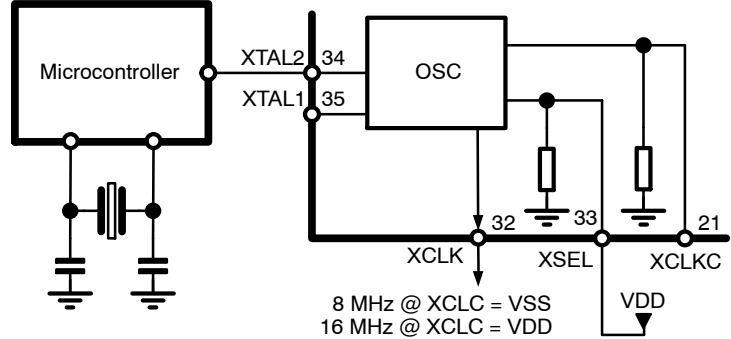 XTAL2 34
Microcontroller
OSC
XTAL1 35
32
33
21
XCLK
XSEL
XCLKC
8 MHz @ XCLC = VSS
VDD
16 MHz @ XCLC = VDD